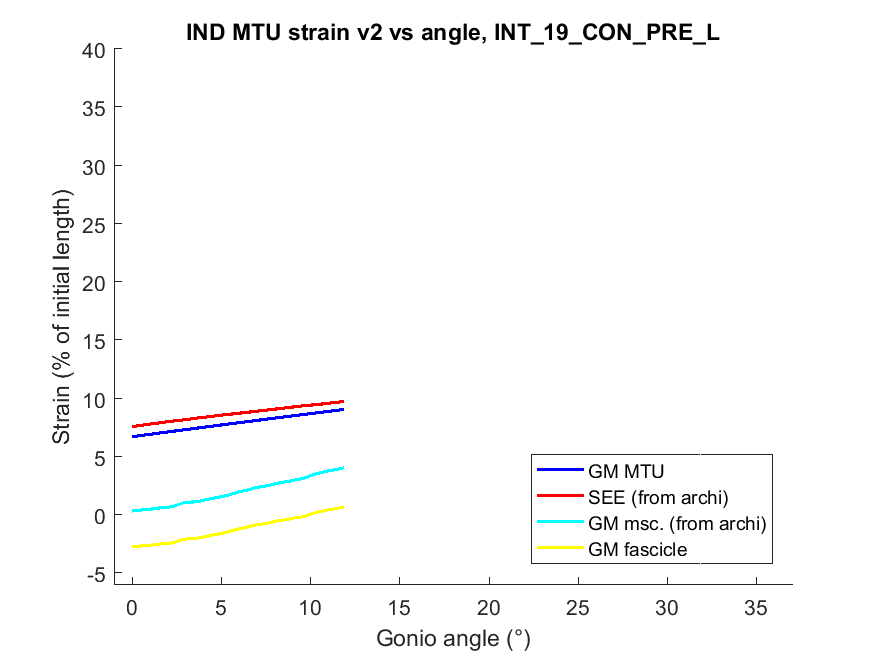 IND MTU strain v2 vs angle, INT_19_CON_PRE_L
40
35
30
25
20
15
10
5
0
-5
Strain (% of initial length)
GM MTU
SEE (from archi)
GM msc. (from archi)
GM fascicle
0 5 10 15 20 25 30 35
Gonio angle (°)